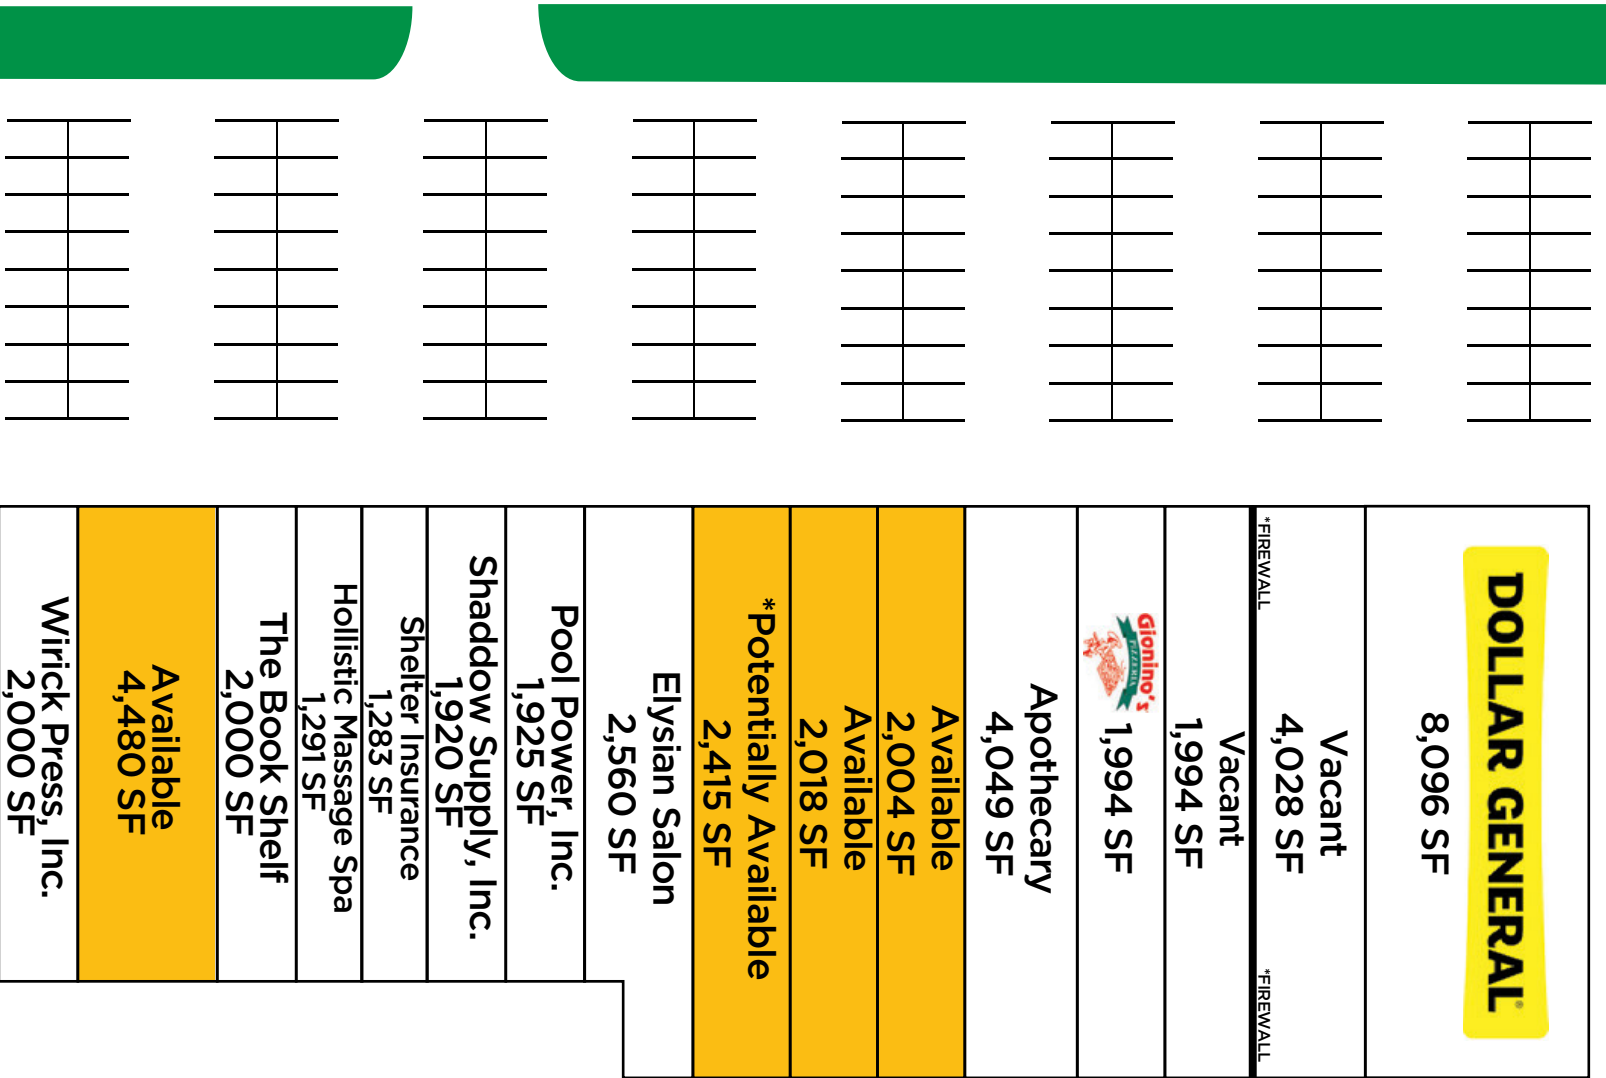 DOLLAR GENERAL®
8,096 SF
Vacant
4,028 SF
*FIREWALL
*FIREWALL
Vacant
1,994 SF
Gionino's
PIZZERIA
1,994 SF
Apothecary
4,049 SF
Available
2,004 SF
Available
2,018 SF
*Potentially Available
2,415 SF
Elysian Salon
2,560 SF
Pool Power, Inc.
1,925 SF
Shaddow Supply, Inc.
1,920 SF
Shelter Insurance
1,283 SF
Hollistic Massage Spa
1,291 SF
The Book Shelf
2,000 SF
Available
4,480 SF
Wirick Press, Inc.
2,000 SF